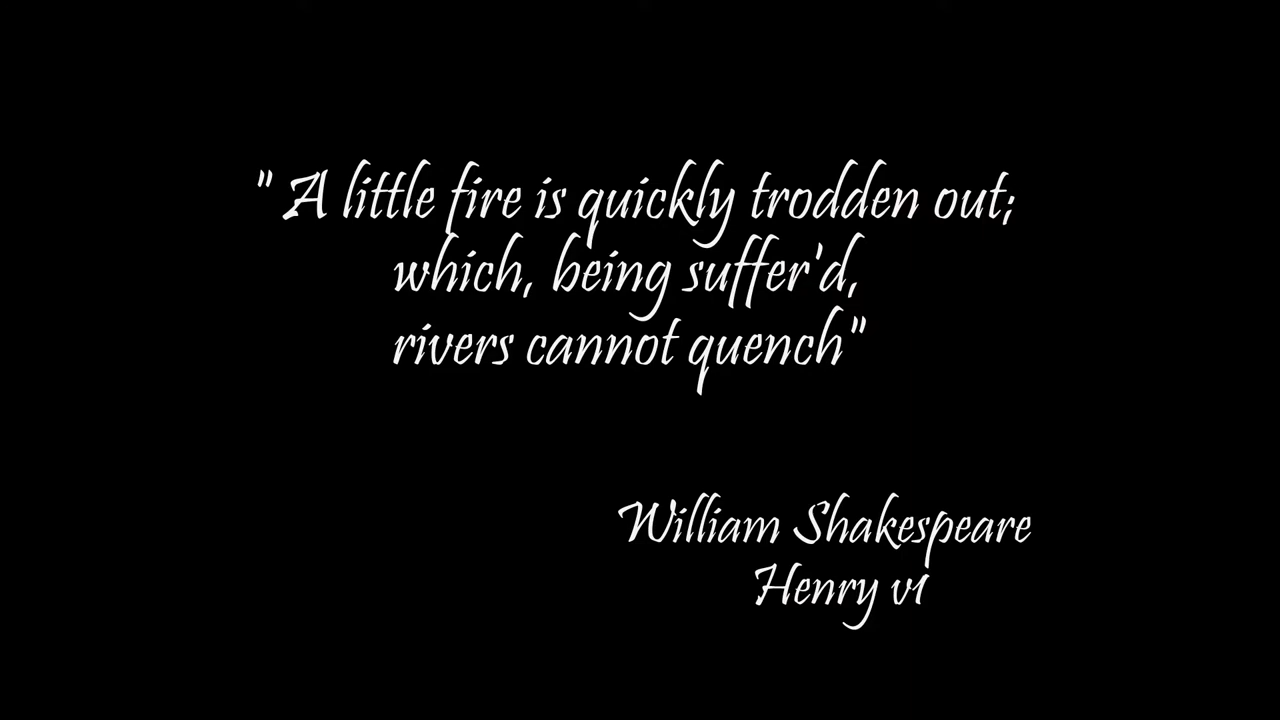 " A little fire is quickly trodden out;
which, being suffer'd,
rivers cannot quench"
William Shakespeare
Henry v1